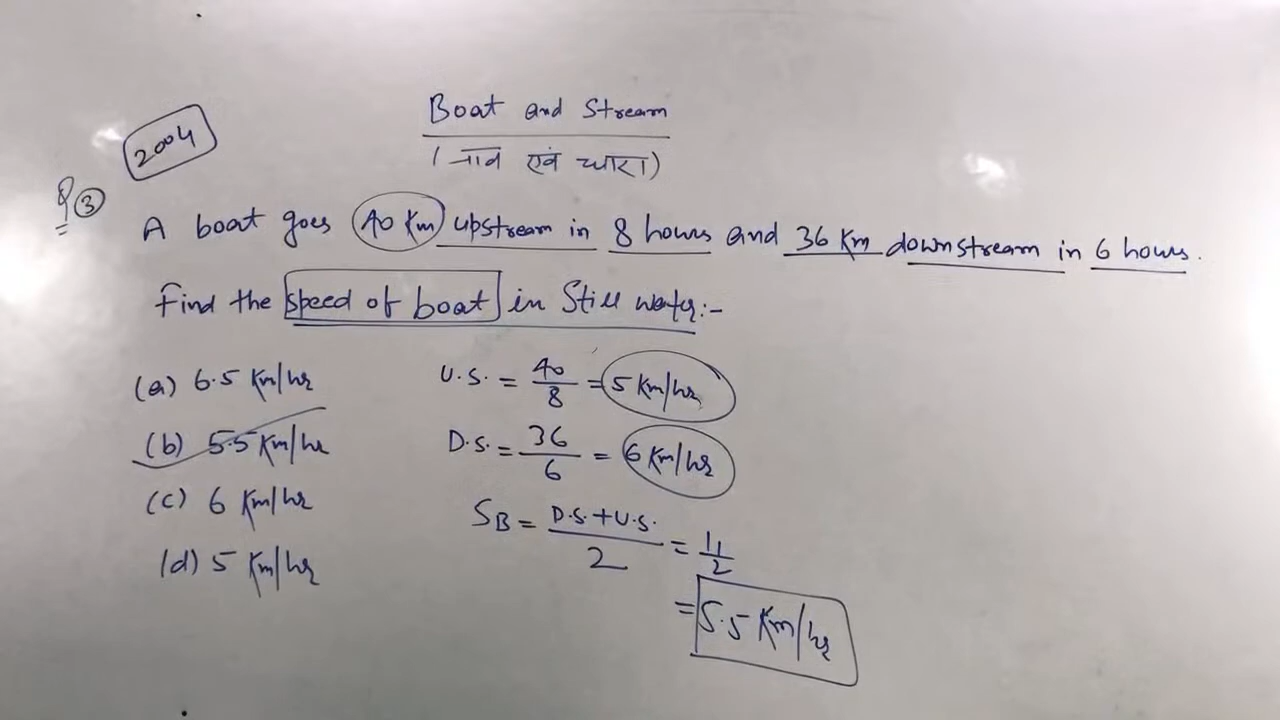 Boat and Stream
(नाव एवं धारा)
2004
Q ③
A boat goes 40 Km upstream in 8 hours and 36 Km downstream in 6 hours.
Find the speed of boat in Still water:-
(a) 6.5 Km/hr
(b) 5.5 Km/hr
(c) 6 Km/hr
(d) 5 Km/hr
U.S. = 40/8 = 5 Km/hr
D.S. = 36/6 = 6 Km/hr
SB = D.S.+U.S./2 = 11/2
= 5.5 Km/hr